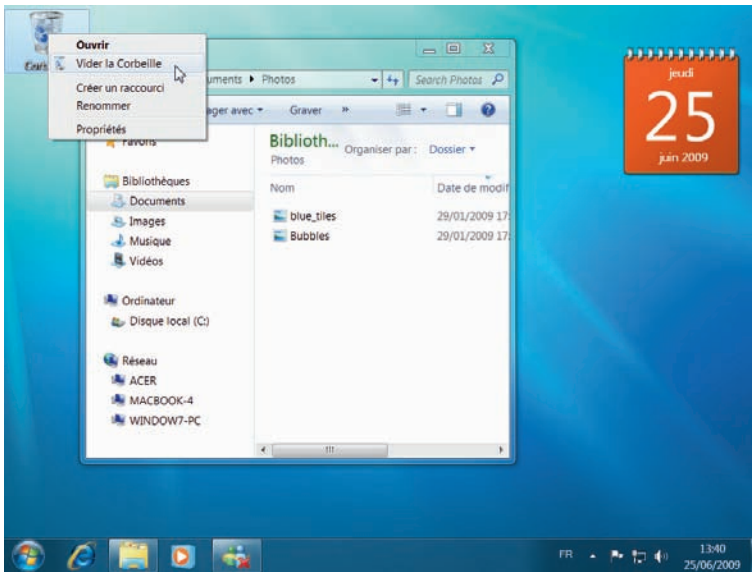 Ouvrir
Vider la Corbeille
Créer un raccourci
Renommer
Propriétés
uments ▸ Photos
Search Photos
ager avec
Graver »
Favoris
Bibliothèques
Documents
Images
Musique
Vidéos
Ordinateur
Disque local (C:)
Réseau
ACER
MACBOOK-4
WINDOW7-PC
Biblioth...
Photos
Organiser par : Dossier
Nom Date de modif
blue_tiles 29/01/2009 17:
Bubbles 29/01/2009 17:
jeudi
25
juin 2009
FR
13:40
25/06/2009